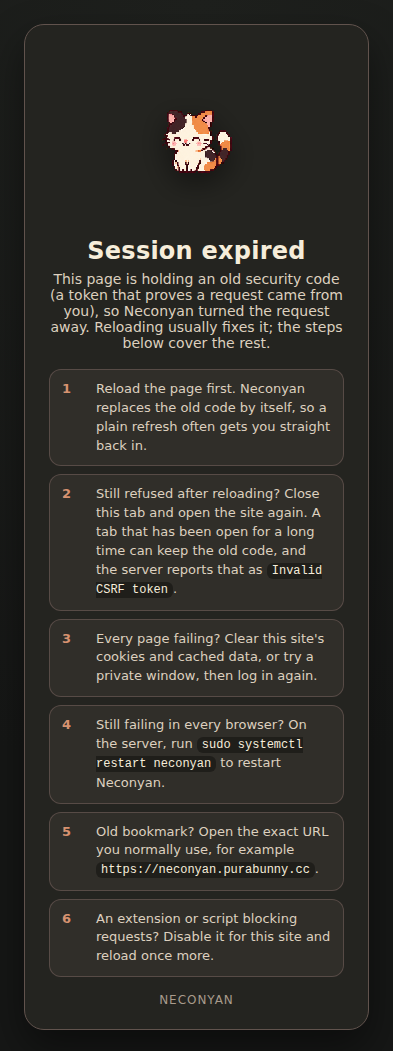 Session expired
This page is holding an old security code
(a token that proves a request came from
you), so Neconyan turned the request
away. Reloading usually fixes it; the steps
below cover the rest.
1 Reload the page first. Neconyan
replaces the old code by itself, so a
plain refresh often gets you straight
back in.
2 Still refused after reloading? Close
this tab and open the site again. A
tab that has been open for a long
time can keep the old code, and
the server reports that as Invalid
CSRF token.
3 Every page failing? Clear this site's
cookies and cached data, or try a
private window, then log in again.
4 Still failing in every browser? On
the server, run sudo systemctl
restart neconyan to restart
Neconyan.
5 Old bookmark? Open the exact URL
you normally use, for example
https://neconyan.purabunny.cc.
6 An extension or script blocking
requests? Disable it for this site and
reload once more.
NECONYAN